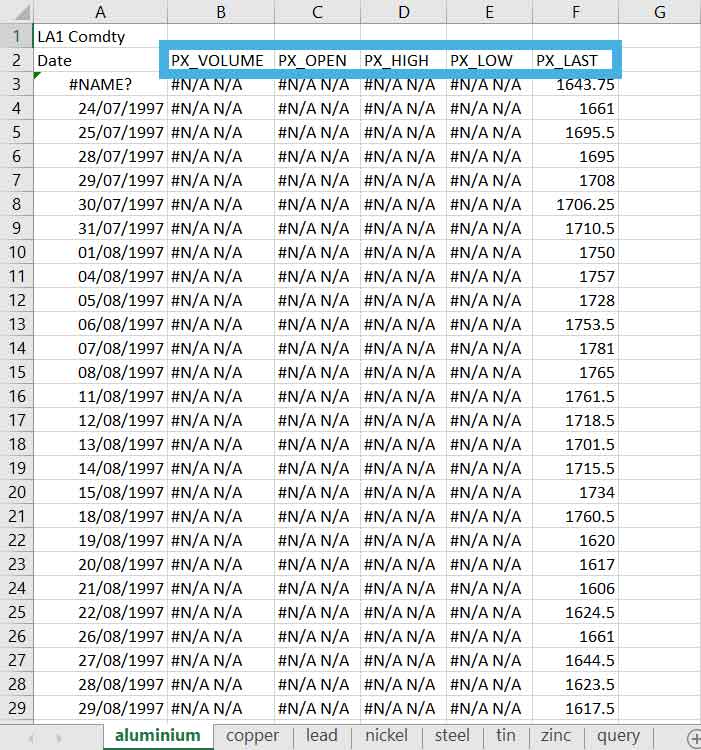 A B C D E F G
1 LA1 Comdty
2 Date PX_VOLUME PX_OPEN PX_HIGH PX_LOW PX_LAST
3 #NAME? #N/A N/A #N/A N/A #N/A N/A #N/A N/A 1643.75
4 24/07/1997 #N/A N/A #N/A N/A #N/A N/A #N/A N/A 1661
5 25/07/1997 #N/A N/A #N/A N/A #N/A N/A #N/A N/A 1695.5
6 28/07/1997 #N/A N/A #N/A N/A #N/A N/A #N/A N/A 1695
7 29/07/1997 #N/A N/A #N/A N/A #N/A N/A #N/A N/A 1708
8 30/07/1997 #N/A N/A #N/A N/A #N/A N/A #N/A N/A 1706.25
9 31/07/1997 #N/A N/A #N/A N/A #N/A N/A #N/A N/A 1710.5
10 01/08/1997 #N/A N/A #N/A N/A #N/A N/A #N/A N/A 1750
11 04/08/1997 #N/A N/A #N/A N/A #N/A N/A #N/A N/A 1757
12 05/08/1997 #N/A N/A #N/A N/A #N/A N/A #N/A N/A 1728
13 06/08/1997 #N/A N/A #N/A N/A #N/A N/A #N/A N/A 1753.5
14 07/08/1997 #N/A N/A #N/A N/A #N/A N/A #N/A N/A 1781
15 08/08/1997 #N/A N/A #N/A N/A #N/A N/A #N/A N/A 1765
16 11/08/1997 #N/A N/A #N/A N/A #N/A N/A #N/A N/A 1761.5
17 12/08/1997 #N/A N/A #N/A N/A #N/A N/A #N/A N/A 1718.5
18 13/08/1997 #N/A N/A #N/A N/A #N/A N/A #N/A N/A 1701.5
19 14/08/1997 #N/A N/A #N/A N/A #N/A N/A #N/A N/A 1715.5
20 15/08/1997 #N/A N/A #N/A N/A #N/A N/A #N/A N/A 1734
21 18/08/1997 #N/A N/A #N/A N/A #N/A N/A #N/A N/A 1760.5
22 19/08/1997 #N/A N/A #N/A N/A #N/A N/A #N/A N/A 1620
23 20/08/1997 #N/A N/A #N/A N/A #N/A N/A #N/A N/A 1617
24 21/08/1997 #N/A N/A #N/A N/A #N/A N/A #N/A N/A 1606
25 22/08/1997 #N/A N/A #N/A N/A #N/A N/A #N/A N/A 1624.5
26 26/08/1997 #N/A N/A #N/A N/A #N/A N/A #N/A N/A 1661
27 27/08/1997 #N/A N/A #N/A N/A #N/A N/A #N/A N/A 1644.5
28 28/08/1997 #N/A N/A #N/A N/A #N/A N/A #N/A N/A 1623.5
29 29/08/1997 #N/A N/A #N/A N/A #N/A N/A #N/A N/A 1617.5
aluminium copper lead nickel steel tin zinc query